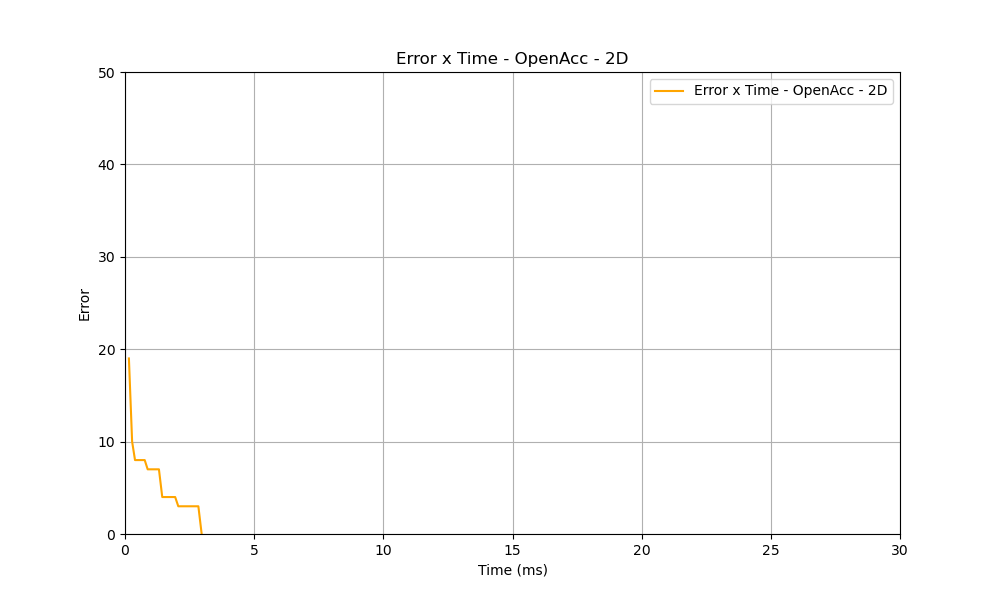 Error x Time - OpenAcc - 2D
Error x Time - OpenAcc - 2D
50
40
30
20
10
0
Error
0 5 10 15 20 25 30
Time (ms)